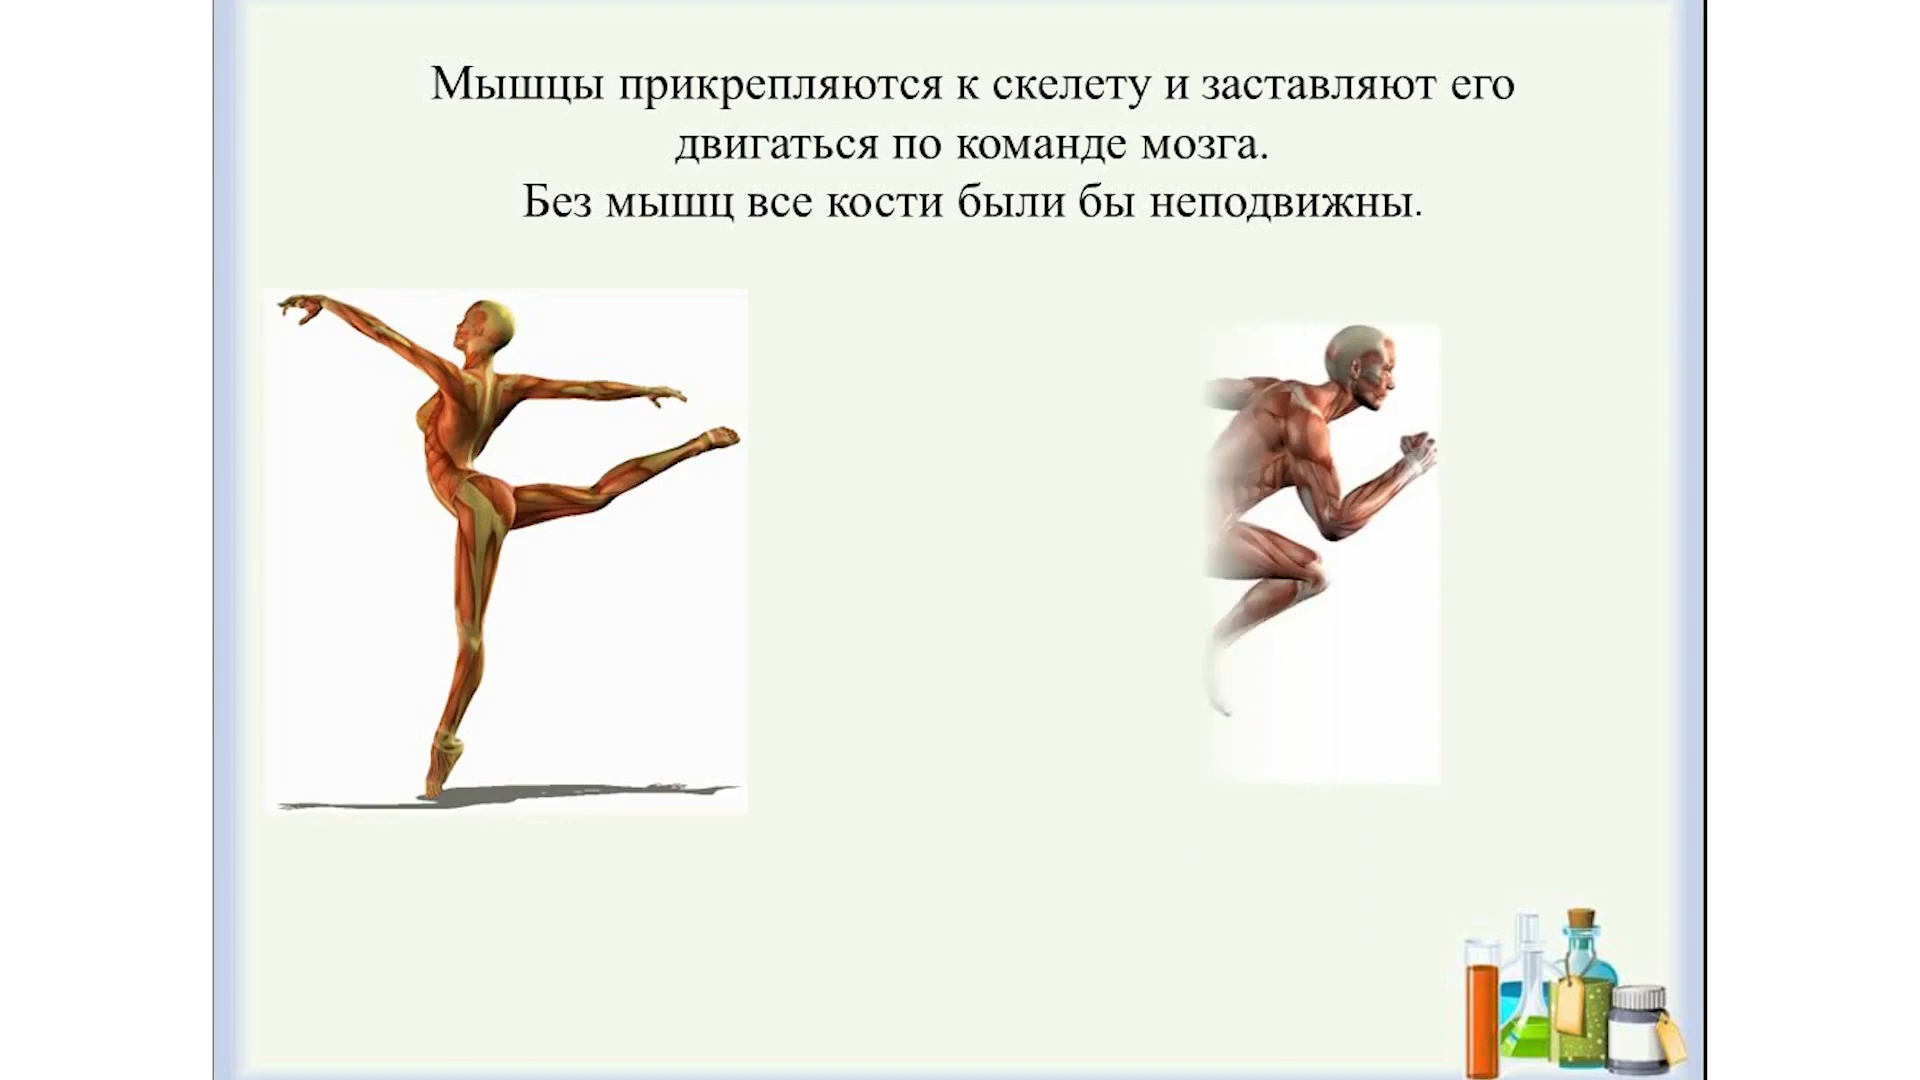 Мышцы прикрепляются к скелету и заставляют его
двигаться по команде мозга.
Без мышц все кости были бы неподвижны.